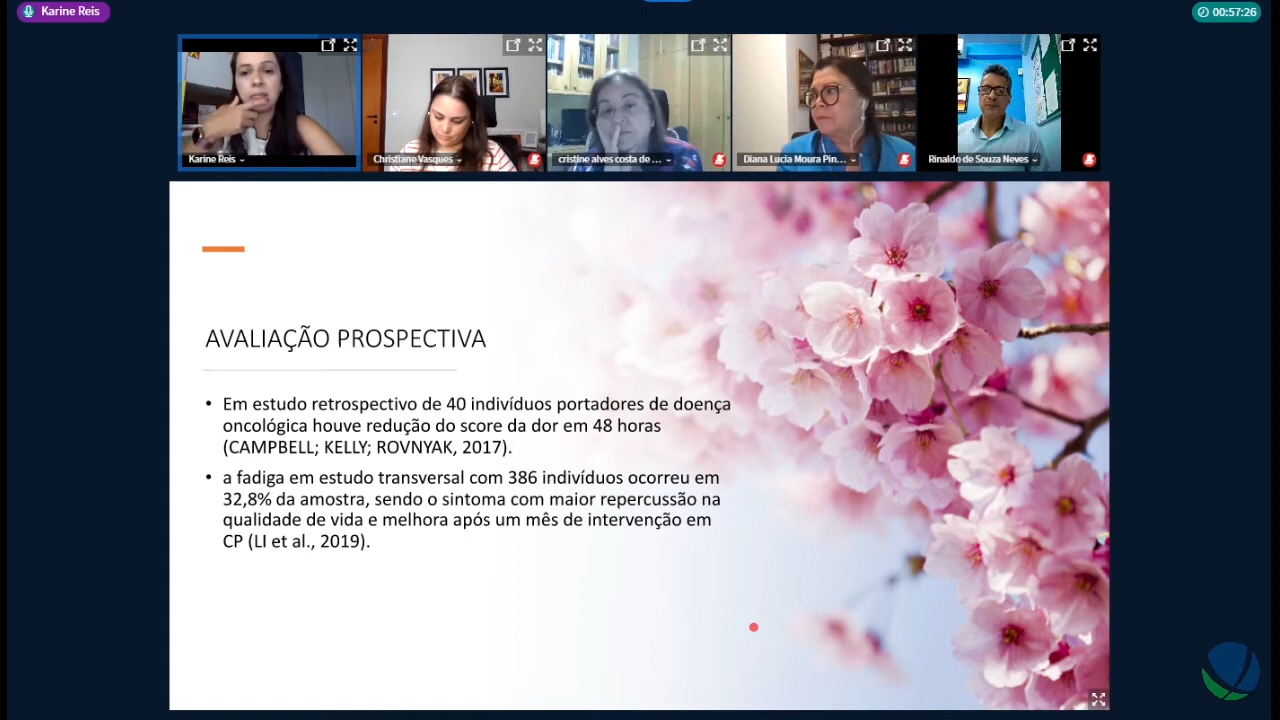 Karine Reis
00:57:26
Karine Reis
Christiane Vasques
cristine alves costa de ...
Diana Lucia Moura Pin...
Rinaldo de Souza Neves
AVALIAÇÃO PROSPECTIVA
• Em estudo retrospectivo de 40 indivíduos portadores de doença
oncológica houve redução do score da dor em 48 horas
(CAMPBELL; KELLY; ROVNYAK, 2017).
• a fadiga em estudo transversal com 386 indivíduos ocorreu em
32,8% da amostra, sendo o sintoma com maior repercussão na
qualidade de vida e melhora após um mês de intervenção em
CP (LI et al., 2019).